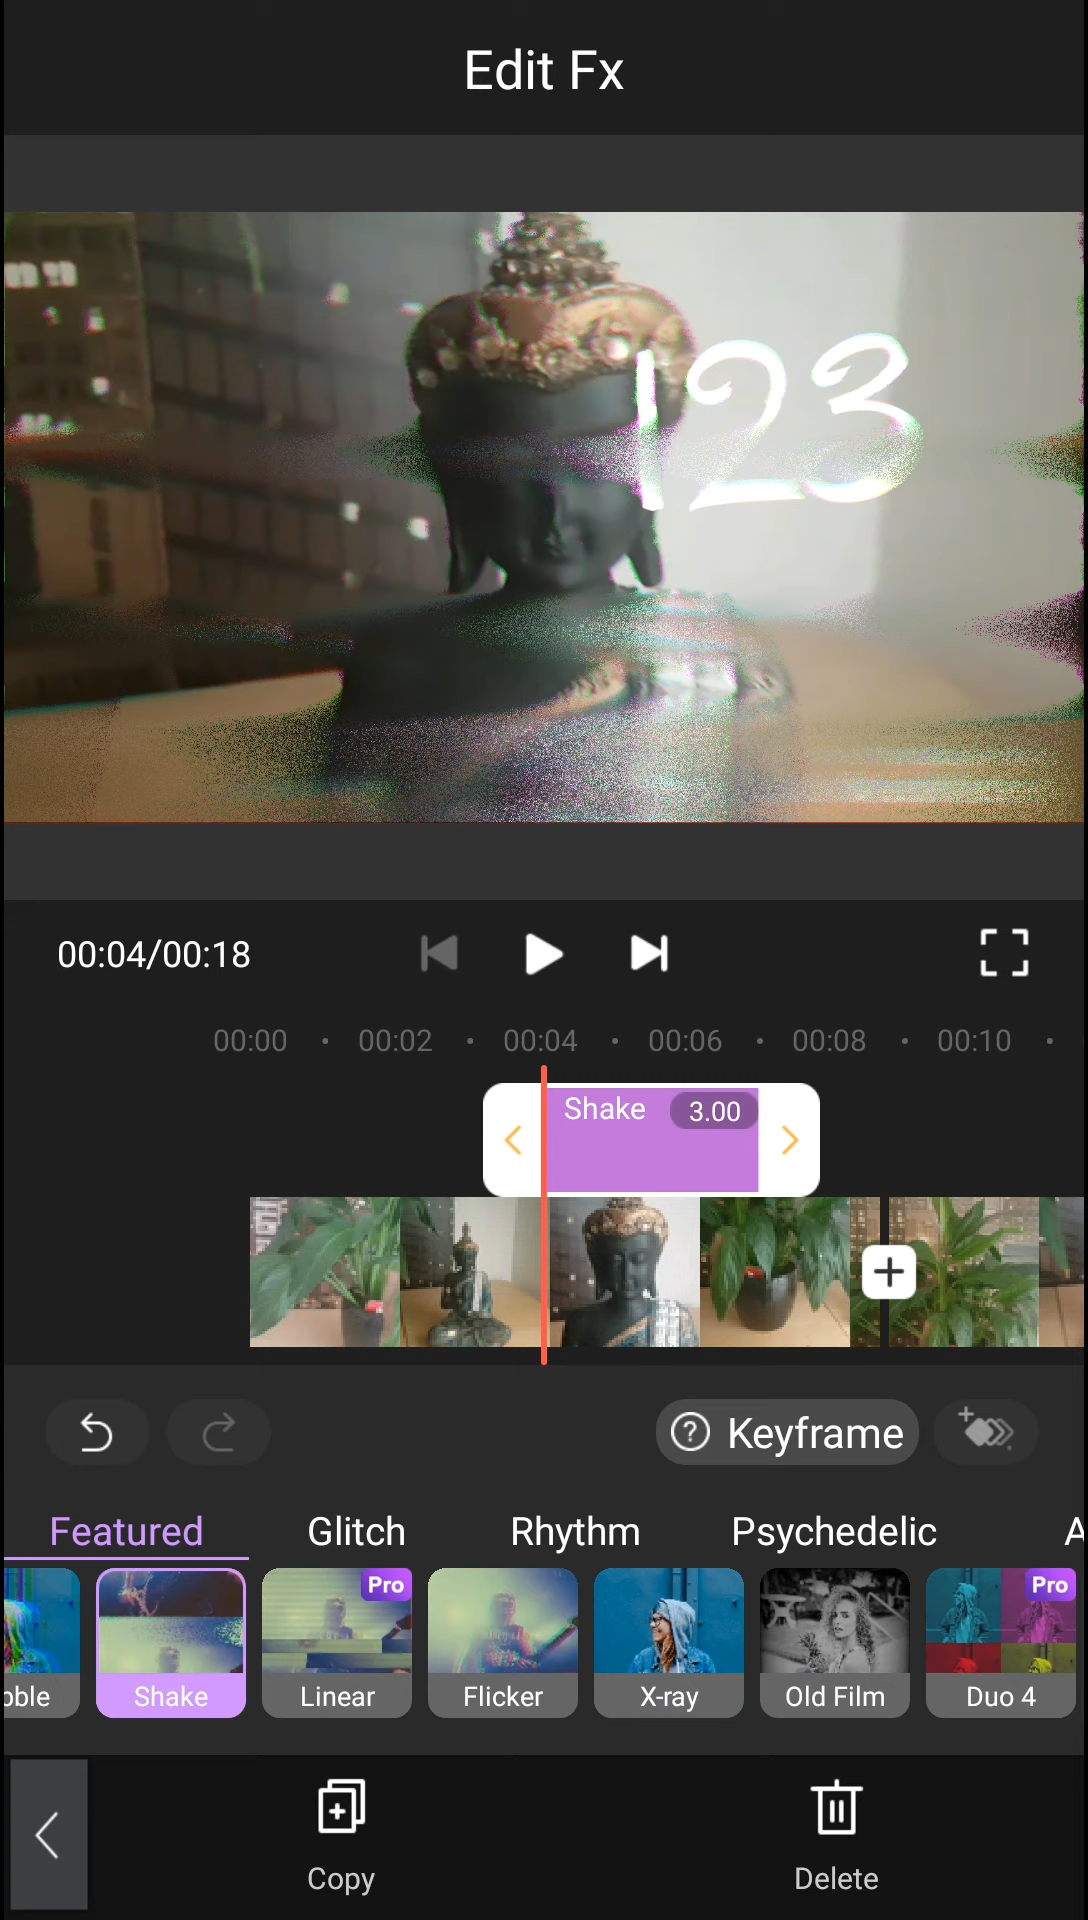 Edit Fx
123
00:04/00:18
00:00 00:02 00:04 00:06 00:08 00:10
Shake 3.00
Keyframe
Featured Glitch Rhythm Psychedelic A
Pro Pro
bble Shake Linear Flicker X-ray Old Film Duo 4
Copy Delete